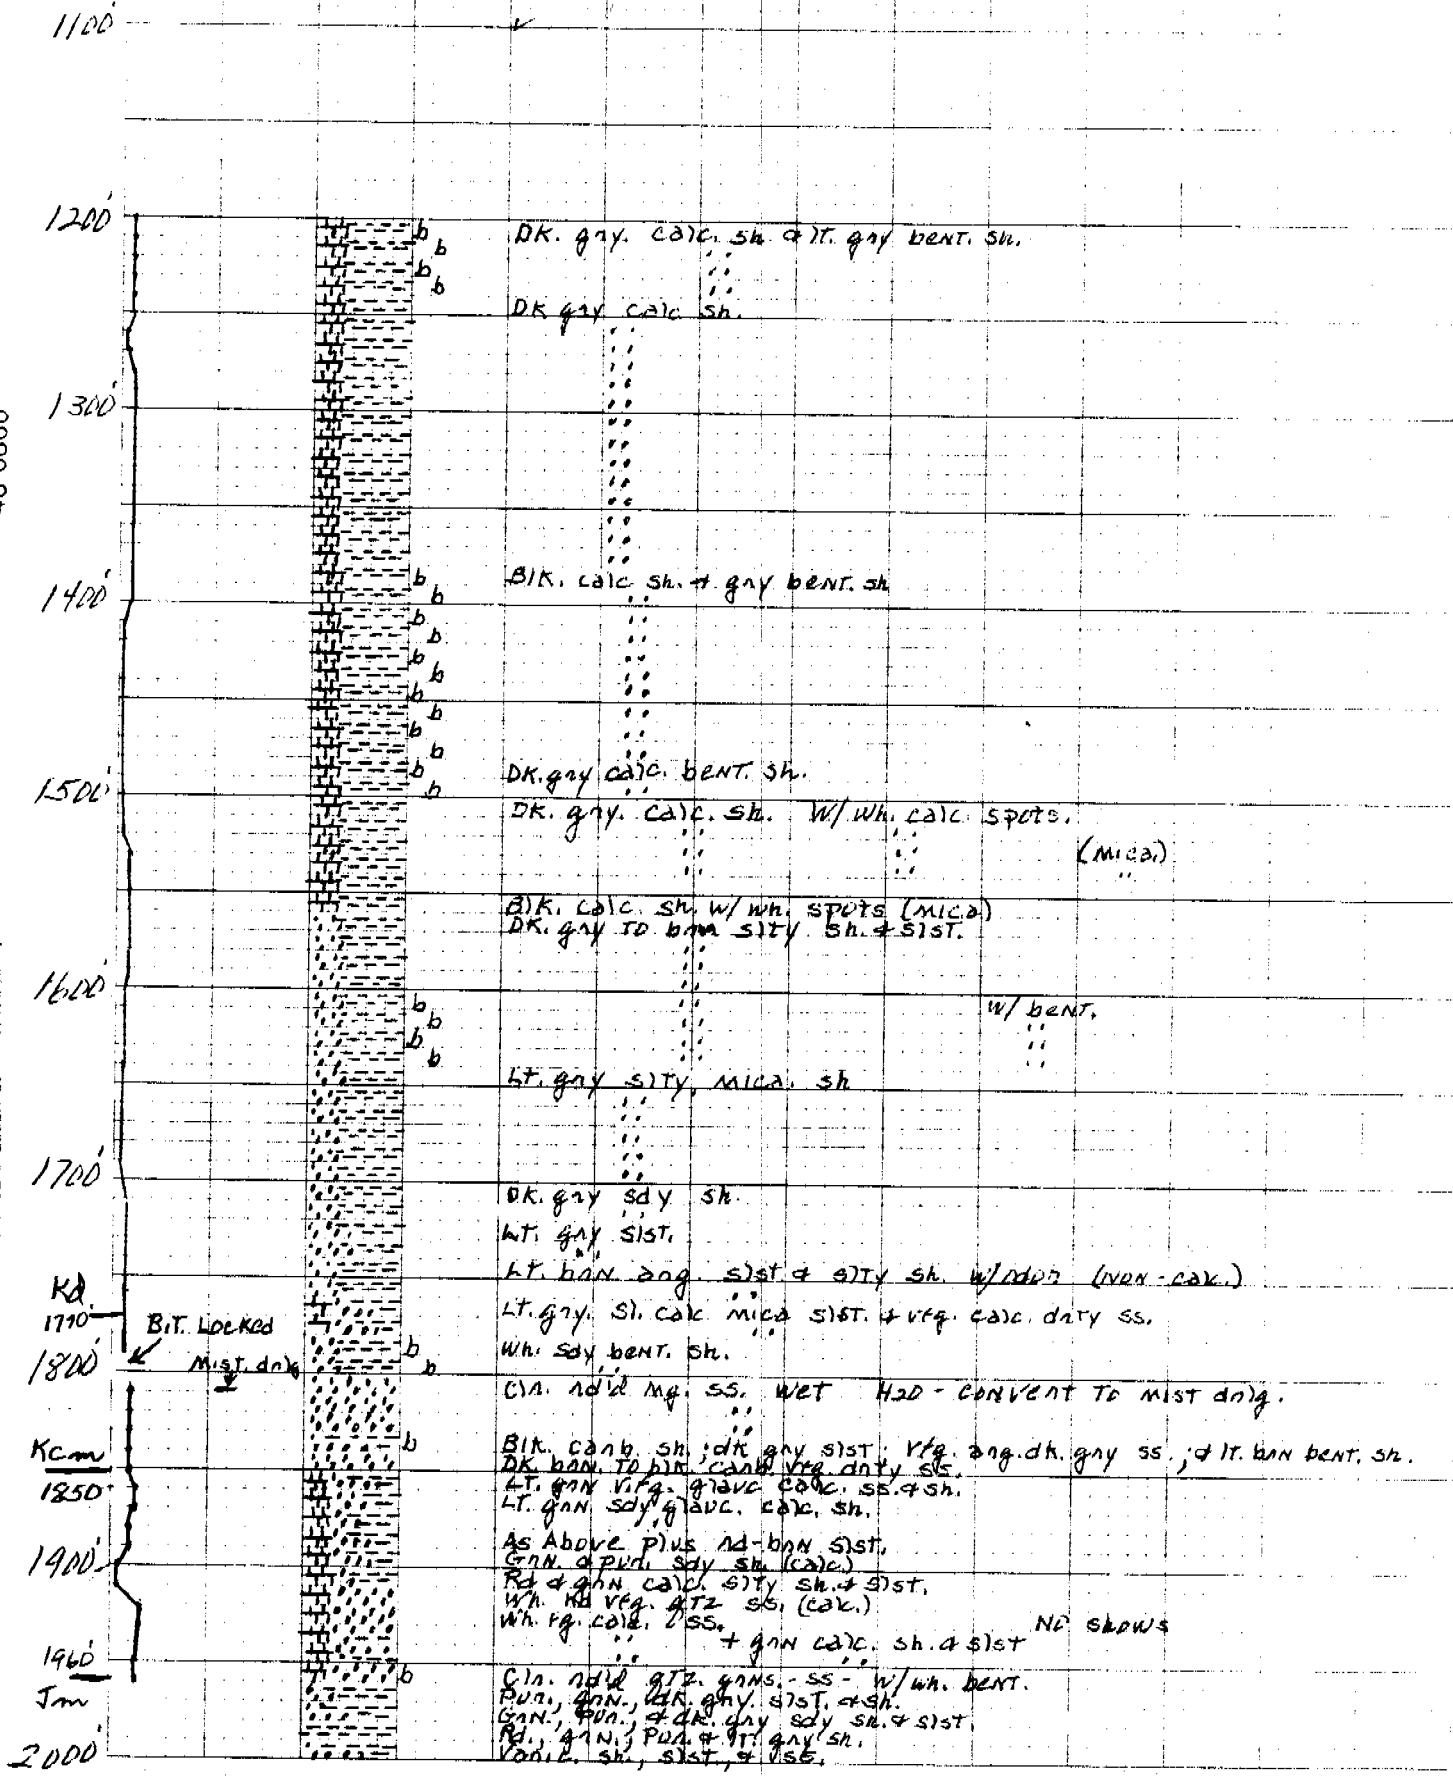 1100'
1200'
b
b
b
b
DK. gry. calc. sh & lt. gry bent. sh.
" "
DK gry calc sh.
" "
1300'
b
b
Blk. calc sh. & gry bent. sh
1400'
" "
b
b
b
b
b
b
b
b
b
b
DK. gry calc. bent. sh.
1500'
DK. gry. calc. sh. w/ wh. calc spots.
(mica)
" "
Blk. calc. sh. w/ wh. spots (mica)
DK. gry TO brn slty sh. & slst.
1600'
b
b
b
b
w/ bent.
" "
Lt. gry slty, mica. sh
" "
1700'
DK. gry sdy sh.
Lt. gry slst.
Lt. brn arg. slst & slty sh. w/ (non-calc.)
Kd
1770'
Lt. gry. sl. calc mica slst. & vfg. calc. drty ss.
BIT Locked
1800'
Mist. drlg
b
b
Wh. sdy bent. sh.
Cln. rd'd mg. ss. wet H2O - convert TO mist drlg.
" "
Kcm
1850'
b
Blk. carb. sh.; dk gry slst; vfg. arg. dk. gry ss.; & lt. brn bent. sh.
DK. brn. TO blk carb. vfg. drty ss.
LT. grn v.fg. glauc calc. ss. & sh.
LT. grn. sdy glauc. calc. sh.
As Above plus rd-brn slst.
1900'
Grn. & pur. sdy sh. (calc.)
Rd & grn calc. slty sh. & slst.
Wh. vfg. qtz ss. (calc.)
Wh. fg. calc. ss.
No shows
" " + grn calc. sh. & slst
1960'
Jm
b
Cln. rd'd qtz. grns. - ss - w/ wh. bent.
Pur., grn., dk. gry. slst. & sh.
Grn., Pur., & dk. gry sdy sh. & slst.
Rd., grn., Pur. & lt. gry sh.
Vari.c. sh., slst., & ss.
2000'